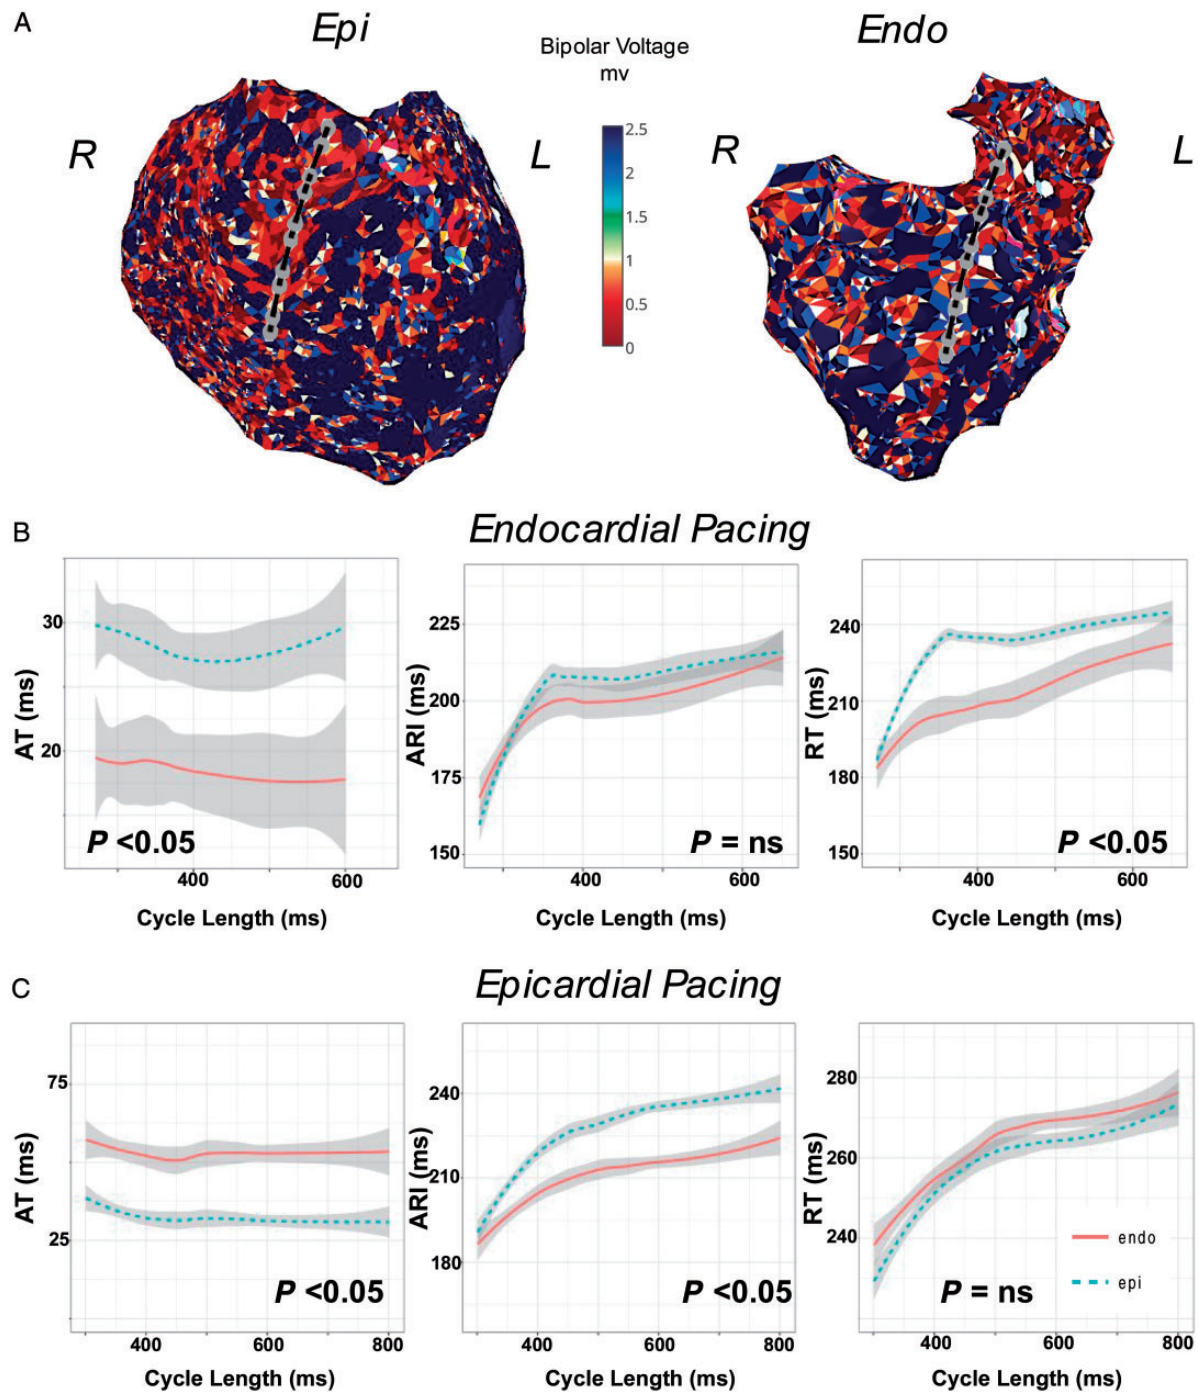 A
Epi
Endo
Bipolar Voltage
mv
R
L
R
L
2.5
2
1.5
1
0.5
0
B
Endocardial Pacing
AT (ms)
30
20
P <0.05
400
600
Cycle Length (ms)
ARI (ms)
225
200
175
150
P = ns
400
600
Cycle Length (ms)
RT (ms)
240
210
180
150
P <0.05
400
600
Cycle Length (ms)
C
Epicardial Pacing
AT (ms)
75
25
P <0.05
400
600
800
Cycle Length (ms)
ARI (ms)
240
210
180
P <0.05
400
600
800
Cycle Length (ms)
RT (ms)
280
260
240
endo
epi
P = ns
400
600
800
Cycle Length (ms)